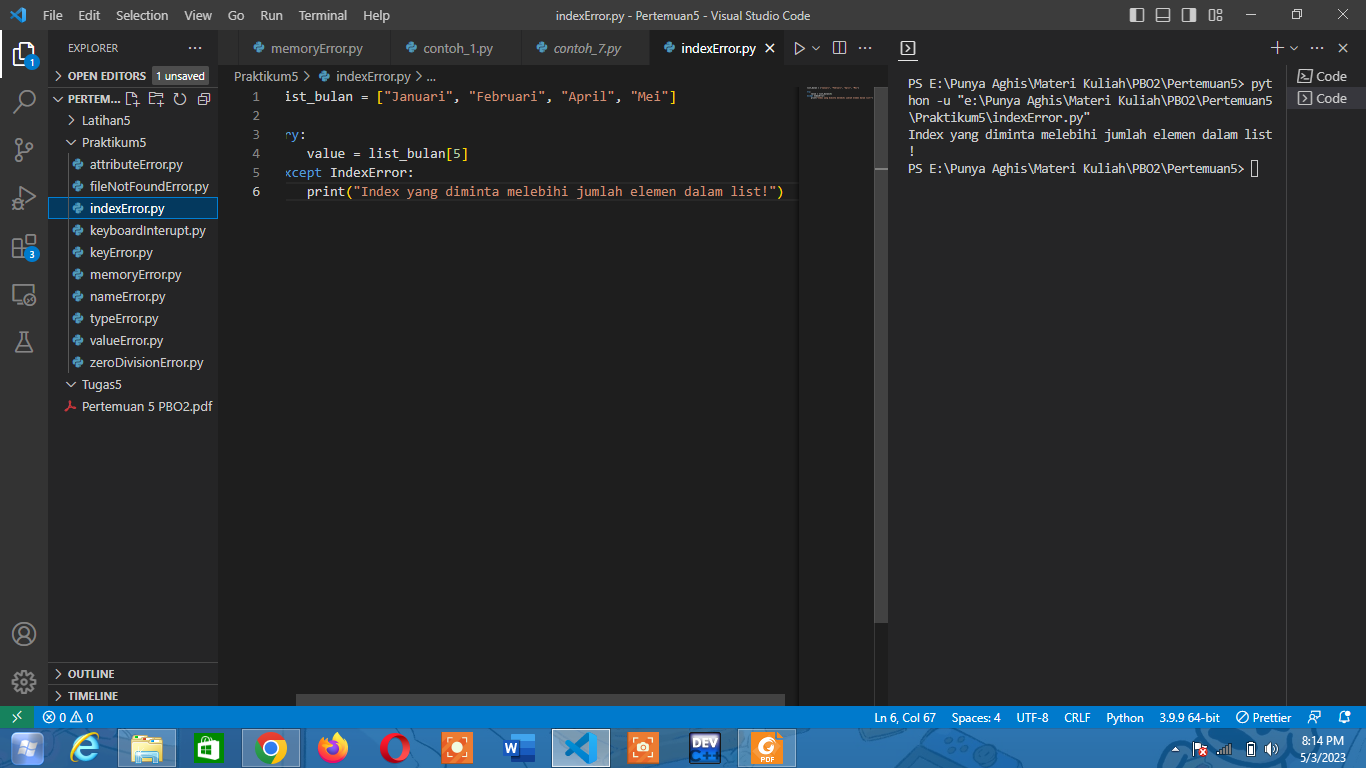 File Edit Selection View Go Run Terminal Help indexError.py - Pertemuan5 - Visual Studio Code
EXPLORER
OPEN EDITORS 1 unsaved
PERTEM...
Latihan5
Praktikum5
attributeError.py
fileNotFoundError.py
indexError.py
keyboardInterupt.py
keyError.py
memoryError.py
nameError.py
typeError.py
valueError.py
zeroDivisionError.py
Tugas5
Pertemuan 5 PBO2.pdf
OUTLINE
TIMELINE
1
3
memoryError.py contoh_1.py contoh_7.py indexError.py
Praktikum5 > indexError.py > ...
1 ist_bulan = ["Januari", "Februari", "April", "Mei"]
2
3 ry:
4 value = list_bulan[5]
5 xcept IndexError:
6 print("Index yang diminta melebihi jumlah elemen dalam list!")
PS E:\Punya Aghis\Materi Kuliah\PBO2\Pertemuan5> pyt
hon -u "e:\Punya Aghis\Materi Kuliah\PBO2\Pertemuan5
\Praktikum5\indexError.py"
Index yang diminta melebihi jumlah elemen dalam list
!
PS E:\Punya Aghis\Materi Kuliah\PBO2\Pertemuan5>
Code
Code
0 0 Ln 6, Col 67 Spaces: 4 UTF-8 CRLF Python 3.9.9 64-bit Prettier
DEV
C++
PDF
8:14 PM
5/3/2023